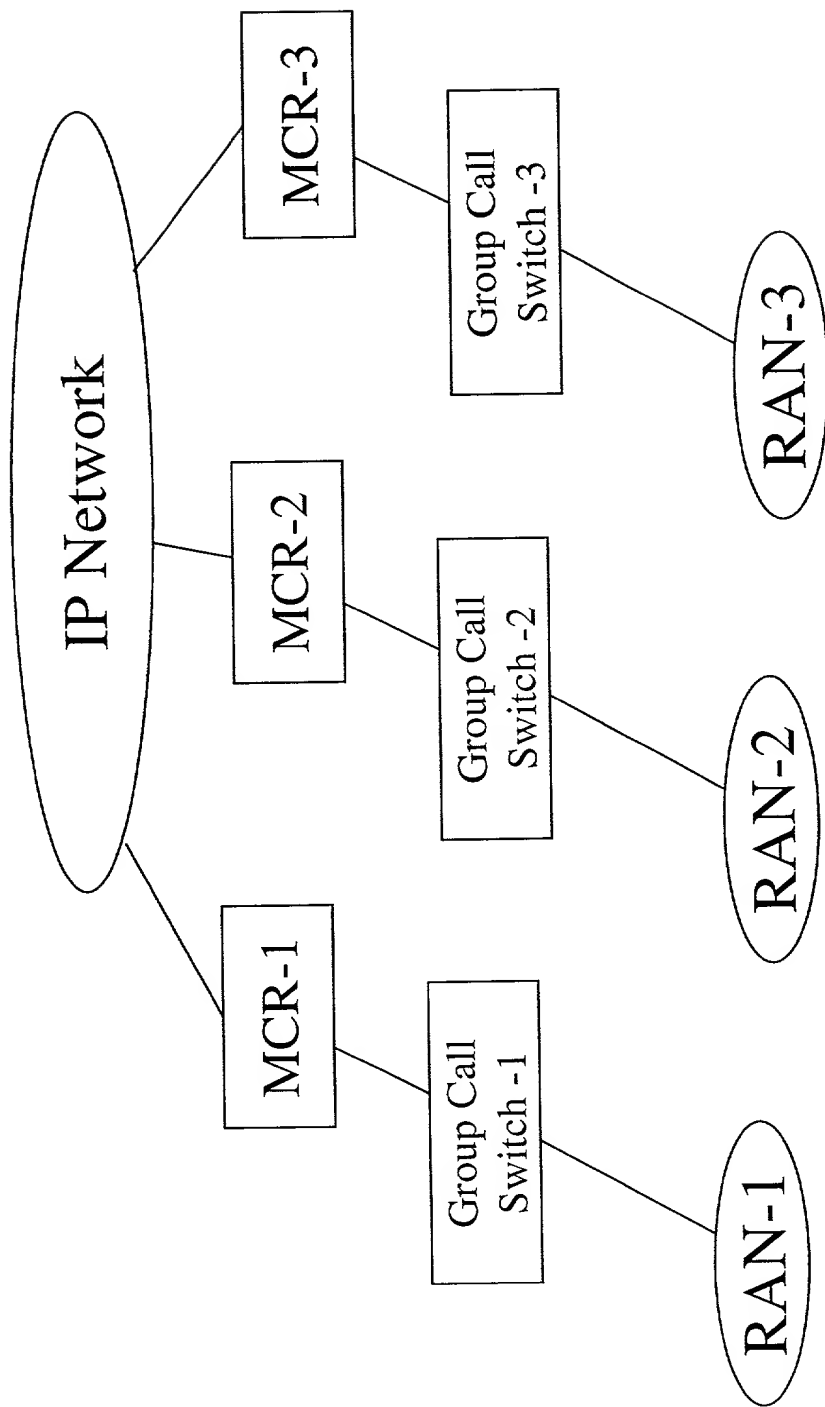 IP Network
MCR-1
MCR-2
MCR-3
Group Call
Switch -1
Group Call
Switch -2
Group Call
Switch -3
RAN-1
RAN-2
RAN-3